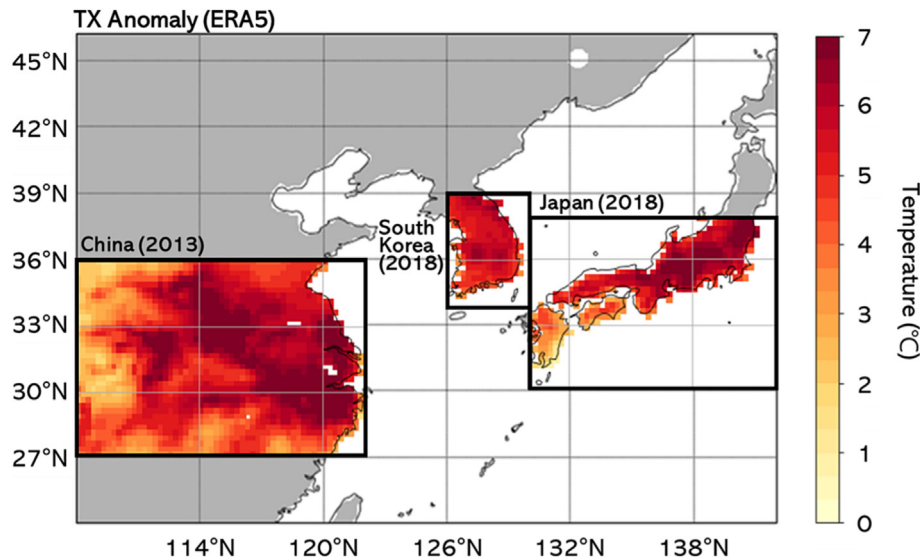 TX Anomaly (ERA5)
45°N
42°N
39°N
36°N
33°N
30°N
27°N
114°N
120°N
126°N
132°N
138°N
China (2013)
South
Korea
(2018)
Japan (2018)
7
6
5
4
3
2
1
0
Temperature (°C)